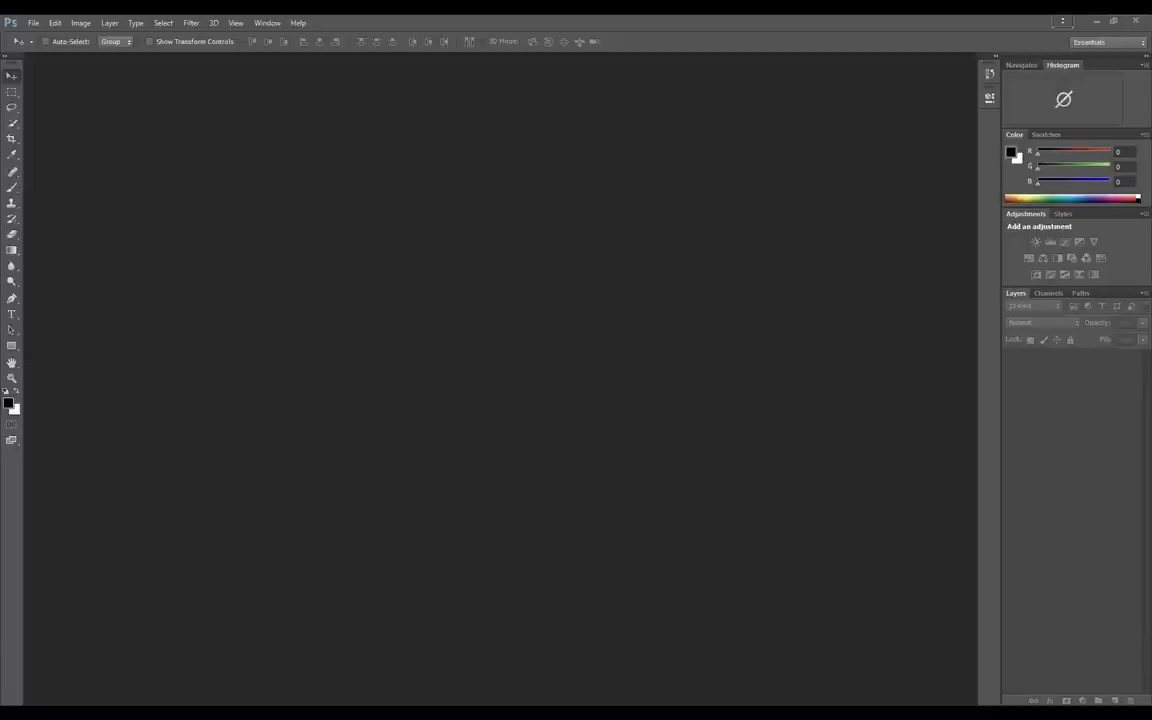 Ps File Edit Image Layer Type Select Filter 3D View Window Help
Auto-Select: Group Show Transform Controls 3D Mode: Essentials
Navigator Histogram
Color Swatches
R 0
G 0
B 0
Adjustments Styles
Add an adjustment
Layers Channels Paths
Kind
Normal Opacity:
Lock: Fill: